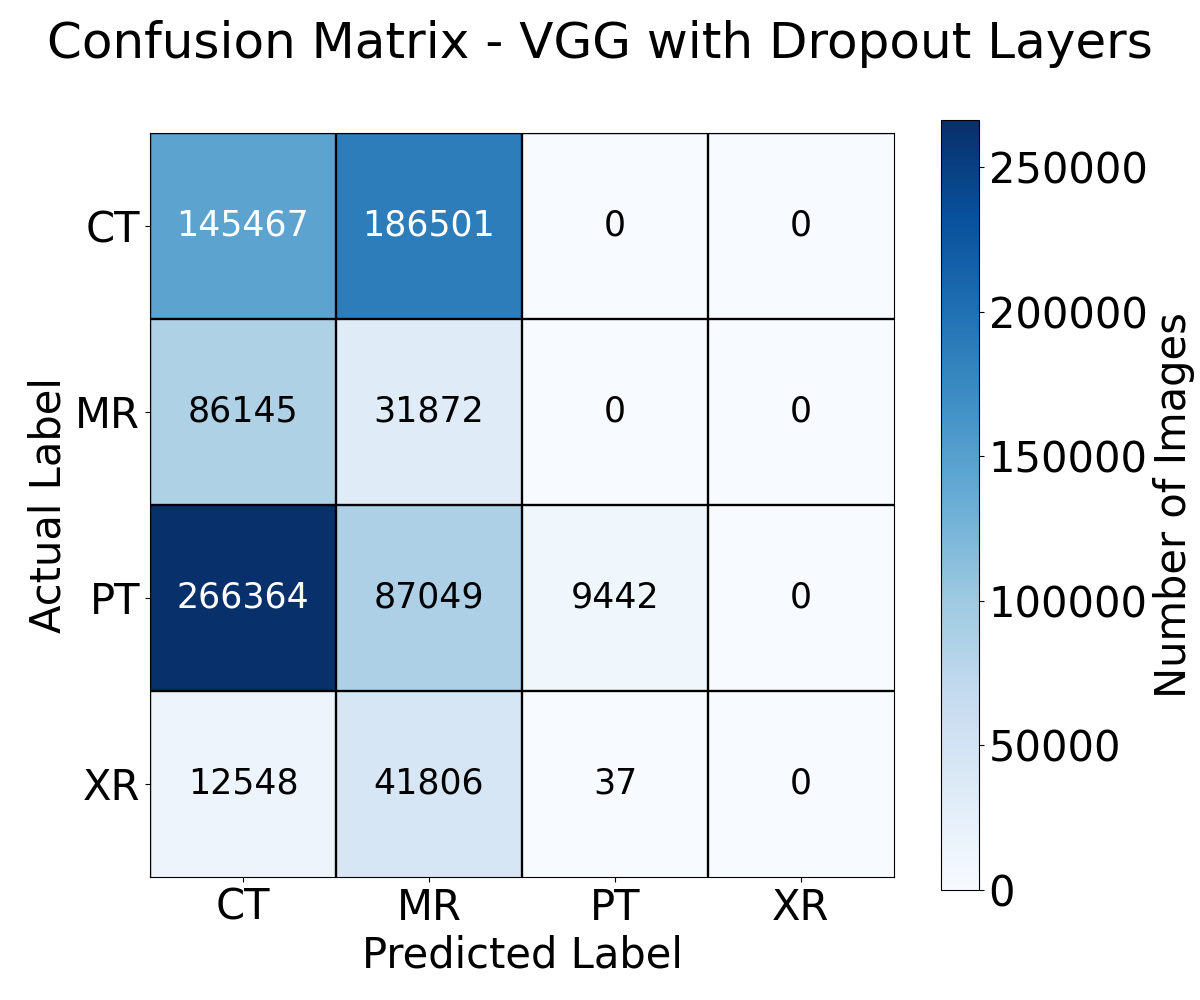 Confusion Matrix - VGG with Dropout Layers
CT 145467 186501 0 0
MR 86145 31872 0 0
PT 266364 87049 9442 0
XR 12548 41806 37 0
CT MR PT XR
Predicted Label
Actual Label
250000
200000
150000
100000
50000
0
Number of Images